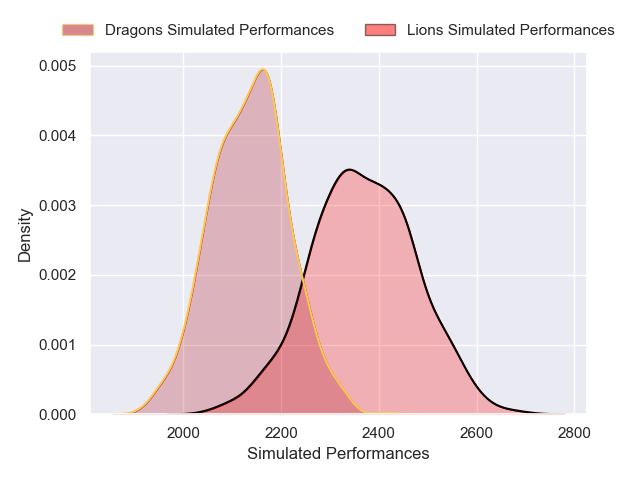 Dragons Simulated Performances Lions Simulated Performances
0.005
0.004
0.003
0.002
0.001
0.000
Density
2000 2200 2400 2600 2800
Simulated Performances